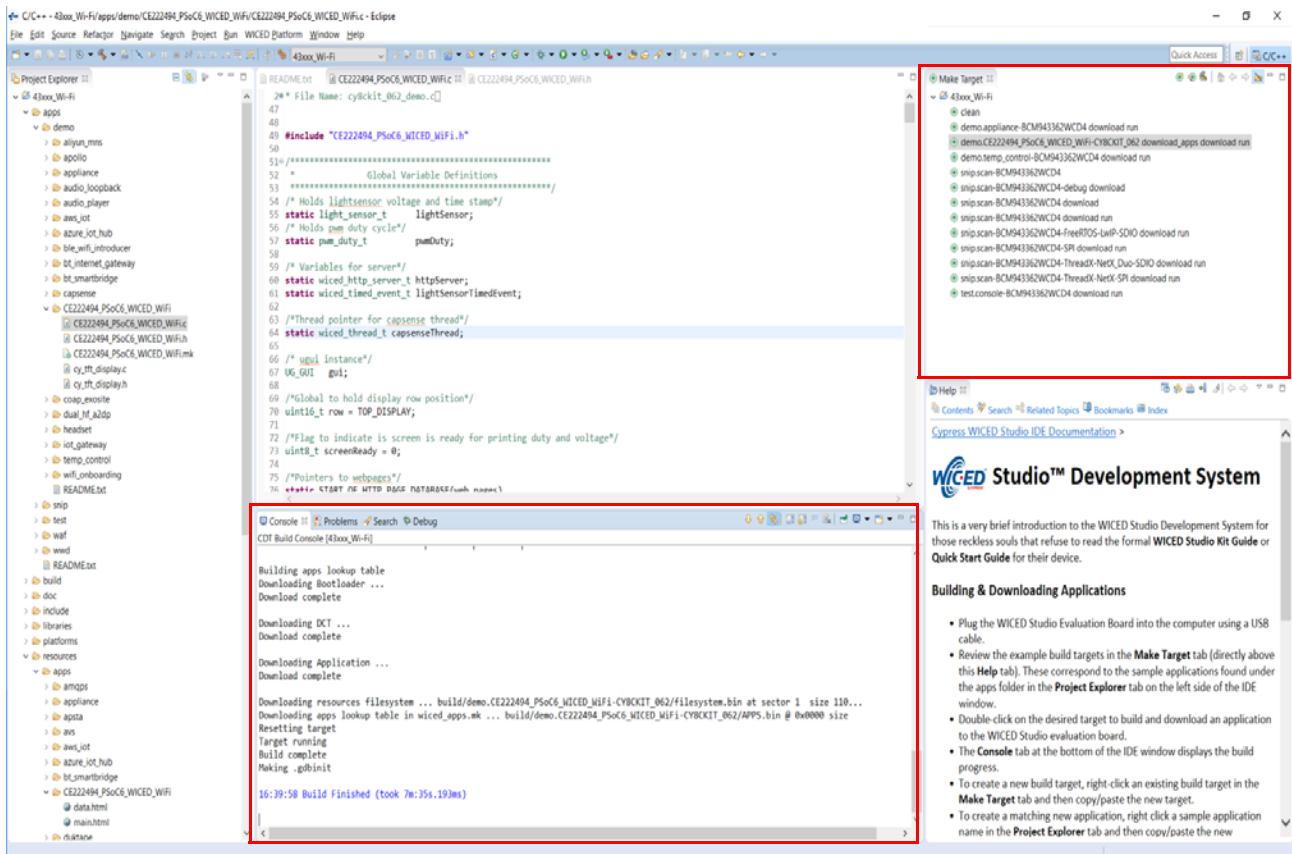 C/C++ - 43xxx_Wi-Fi/apps/demo/CE222494_PSoC6_WICED_WiFi/CE222494_PSoC6_WICED_WiFi.c - Eclipse
File Edit Source Refactor Navigate Search Project Run WICED Platform Window Help
43xxx_Wi-Fi
Quick Access
C/C++
Project Explorer
43xxx_Wi-Fi
apps
demo
aliyun_mns
apollo
appliance
audio_loopback
audio_player
aws_iot
azure_iot_hub
ble_wifi_introducer
bt_internet_gateway
bt_smartbridge
capsense
CE222494_PSoC6_WICED_WiFi
CE222494_PSoC6_WICED_WiFi.c
CE222494_PSoC6_WICED_WiFi.h
CE222494_PSoC6_WICED_WiFi.mk
cy_tft_display.c
cy_tft_display.h
coap_exosite
dual_hf_a2dp
headset
iot_gateway
temp_control
wifi_onboarding
README.txt
snip
test
waf
wwd
README.txt
build
doc
include
libraries
platforms
resources
apps
amqps
appliance
apsta
avs
aws_iot
azure_iot_hub
bt_smartbridge
CE222494_PSoC6_WICED_WiFi
data.html
main.html
duktape
README.txt
CE222494_PSoC6_WICED_WiFi.c
CE222494_PSoC6_WICED_WiFi.h
2 * File Name: cy8ckit_062_demo.c
47
48
49 #include "CE222494_PSoC6_WICED_WiFi.h"
50
51 /******************************************************
52 * Global Variable Definitions
53 ******************************************************/
54 /* Holds lightsensor voltage and time stamp*/
55 static light_sensor_t lightSensor;
56 /* Holds pwm duty cycle*/
57 static pwm_duty_t pwmDuty;
58
59 /* Variables for server*/
60 static wiced_http_server_t httpServer;
61 static wiced_timed_event_t lightSensorTimedEvent;
62
63 /*Thread pointer for capsense thread*/
64 static wiced_thread_t capsenseThread;
65
66 /* ugui instance*/
67 UG_GUI gui;
68
69 /*Global to hold display row position*/
70 uint16_t row = TOP_DISPLAY;
71
72 /*Flag to indicate is screen is ready for printing duty and voltage*/
73 uint8_t screenReady = 0;
74
75 /*Pointers to webpages*/
76 static START_OF_HTTP_PAGE_DATABASE(web_pages)
Console Problems Search Debug
CDT Build Console [43xxx_Wi-Fi]
Building apps lookup table
Downloading Bootloader ...
Download complete
Downloading DCT ...
Download complete
Downloading Application ...
Download complete
Downloading resources filesystem ... build/demo.CE222494_PSoC6_WICED_WiFi-CY8CKIT_062/filesystem.bin at sector 1 size 110...
Downloading apps lookup table in wiced_apps.mk ... build/demo.CE222494_PSoC6_WICED_WiFi-CY8CKIT_062/APPS.bin @ 0x0000 size
Resetting target
Target running
Build complete
Making .gdbinit
16:39:58 Build Finished (took 7m:35s.193ms)
Make Target
43xxx_Wi-Fi
clean
demo.appliance-BCM943362WCD4 download run
demo.CE222494_PSoC6_WICED_WiFi-CY8CKIT_062 download_apps download run
demo.temp_control-BCM943362WCD4 download run
snip.scan-BCM943362WCD4
snip.scan-BCM943362WCD4-debug download
snip.scan-BCM943362WCD4 download
snip.scan-BCM943362WCD4 download run
snip.scan-BCM943362WCD4-FreeRTOS-LwIP-SDIO download run
snip.scan-BCM943362WCD4-SPI download run
snip.scan-BCM943362WCD4-ThreadX-NetX_Duo-SDIO download run
snip.scan-BCM943362WCD4-ThreadX-NetX-SPI download run
test.console-BCM943362WCD4 download run
Help
Contents Search Related Topics Bookmarks Index
Cypress WICED Studio IDE Documentation >
WICED Studio™ Development System
This is a very brief introduction to the WICED Studio Development System for
those reckless souls that refuse to read the formal WICED Studio Kit Guide or
Quick Start Guide for their device.
Building & Downloading Applications
• Plug the WICED Studio Evaluation Board into the computer using a USB
cable.
• Review the example build targets in the Make Target tab (directly above
this Help tab). These correspond to the sample applications found under
the apps folder in the Project Explorer tab on the left side of the IDE
window.
• Double-click on the desired target to build and download an application
to the WICED Studio evaluation board.
• The Console tab at the bottom of the IDE window displays the build
progress.
• To create a new build target, right-click an existing build target in the
Make Target tab and then copy/paste the new target.
• To create a matching new application, right click a sample application
name in the Project Explorer tab and then copy/paste the new